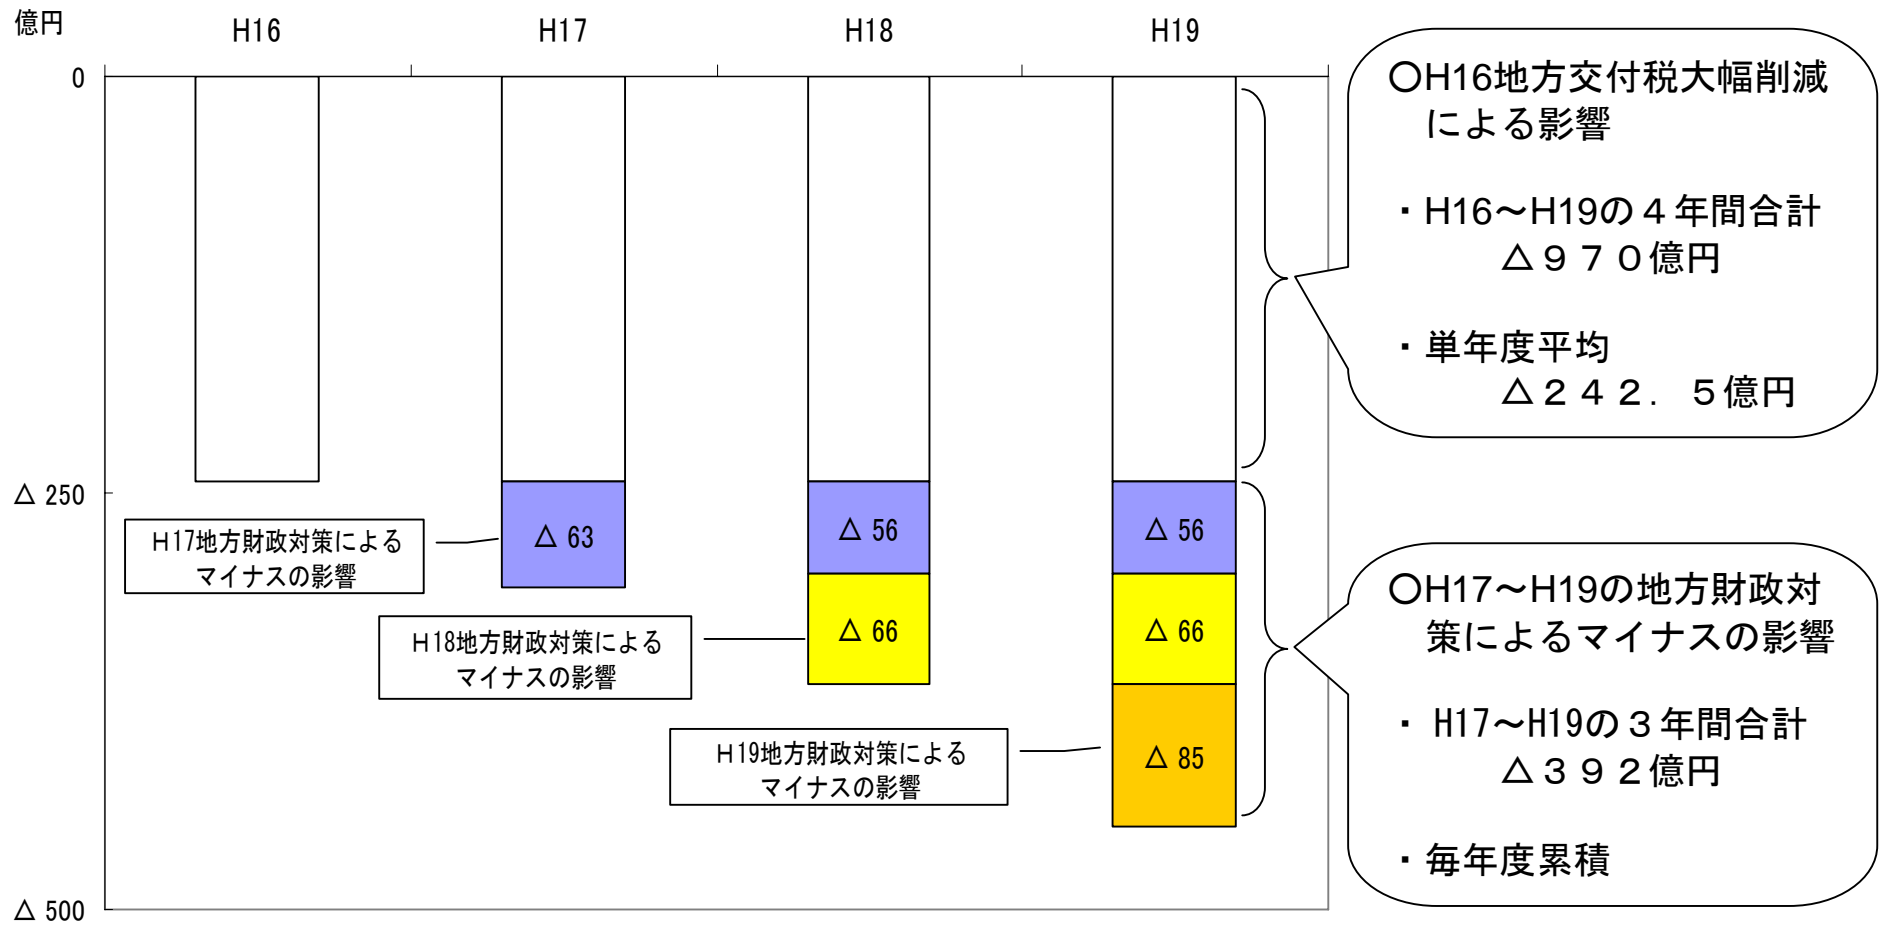 億円
H16
H17
H18
H19
0
△ 250
△ 500
△ 63
△ 56
△ 56
△ 66
△ 66
△ 85
H17地方財政対策による
マイナスの影響
H18地方財政対策による
マイナスの影響
H19地方財政対策による
マイナスの影響
〇H16地方交付税大幅削減
による影響
・H16～H19の４年間合計
△９７０億円
・単年度平均
△２４２．５億円
〇H17～H19の地方財政対
策によるマイナスの影響
・ H17～H19の３年間合計
△３９２億円
・毎年度累積